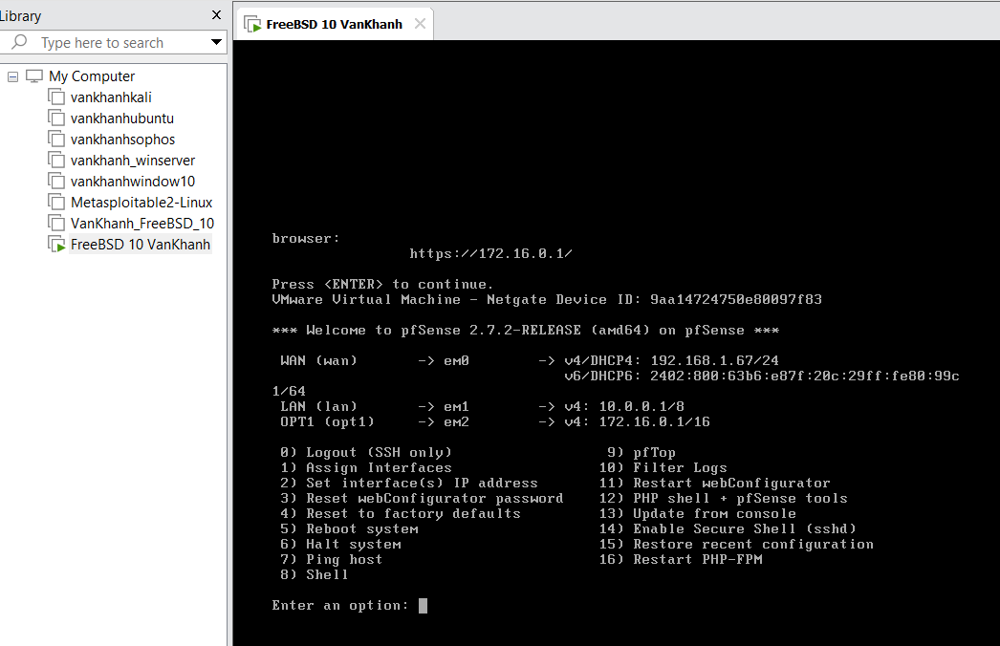 Library
Type here to search
My Computer
vankhanhkali
vankhanhubuntu
vankhanhsophos
vankhanh_winserver
vankhanhwindow10
Metasploitable2-Linux
VanKhanh_FreeBSD_10
FreeBSD 10 VanKhanh
FreeBSD 10 VanKhanh
browser:
https://172.16.0.1/
Press <ENTER> to continue.
VMware Virtual Machine - Netgate Device ID: 9aa14724750e80097f83
*** Welcome to pfSense 2.7.2-RELEASE (amd64) on pfSense ***
WAN (wan) -> em0 -> v4/DHCP4: 192.168.1.67/24
v6/DHCP6: 2402:800:63b6:e87f:20c:29ff:fe80:99c
1/64
LAN (lan) -> em1 -> v4: 10.0.0.1/8
OPT1 (opt1) -> em2 -> v4: 172.16.0.1/16
0) Logout (SSH only) 9) pfTop
1) Assign Interfaces 10) Filter Logs
2) Set interface(s) IP address 11) Restart webConfigurator
3) Reset webConfigurator password 12) PHP shell + pfSense tools
4) Reset to factory defaults 13) Update from console
5) Reboot system 14) Enable Secure Shell (sshd)
6) Halt system 15) Restore recent configuration
7) Ping host 16) Restart PHP-FPM
8) Shell
Enter an option: